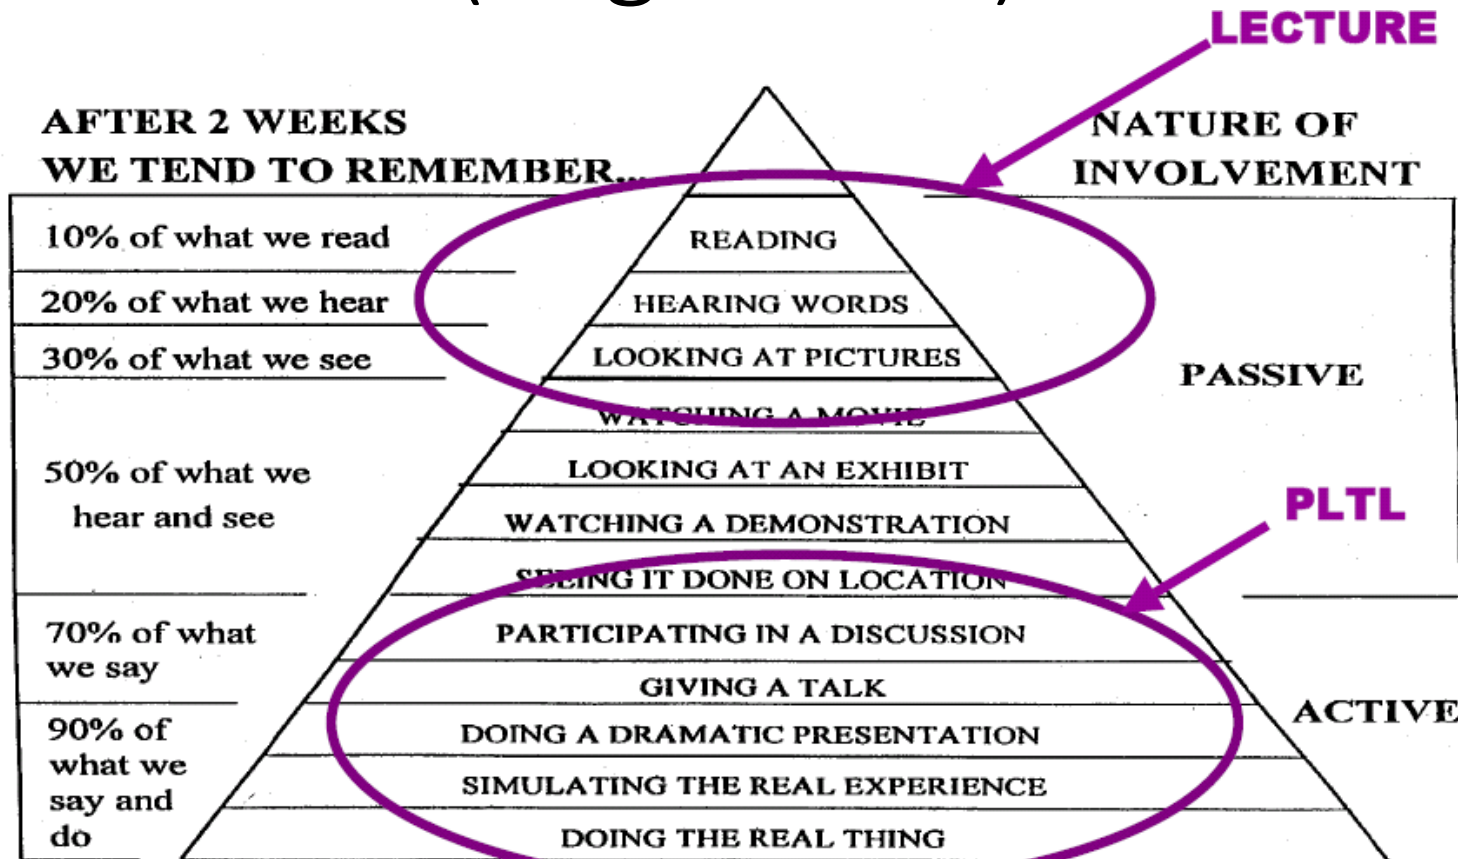 LECTURE
AFTER 2 WEEKS
WE TEND TO REMEMBER...
NATURE OF
INVOLVEMENT
10% of what we read
READING
20% of what we hear
HEARING WORDS
30% of what we see
LOOKING AT PICTURES
PASSIVE
WATCHING A MOVIE
50% of what we
hear and see
LOOKING AT AN EXHIBIT
WATCHING A DEMONSTRATION
SEEING IT DONE ON LOCATION
PLTL
70% of what
we say
PARTICIPATING IN A DISCUSSION
GIVING A TALK
ACTIVE
90% of
what we
say and
do
DOING A DRAMATIC PRESENTATION
SIMULATING THE REAL EXPERIENCE
DOING THE REAL THING